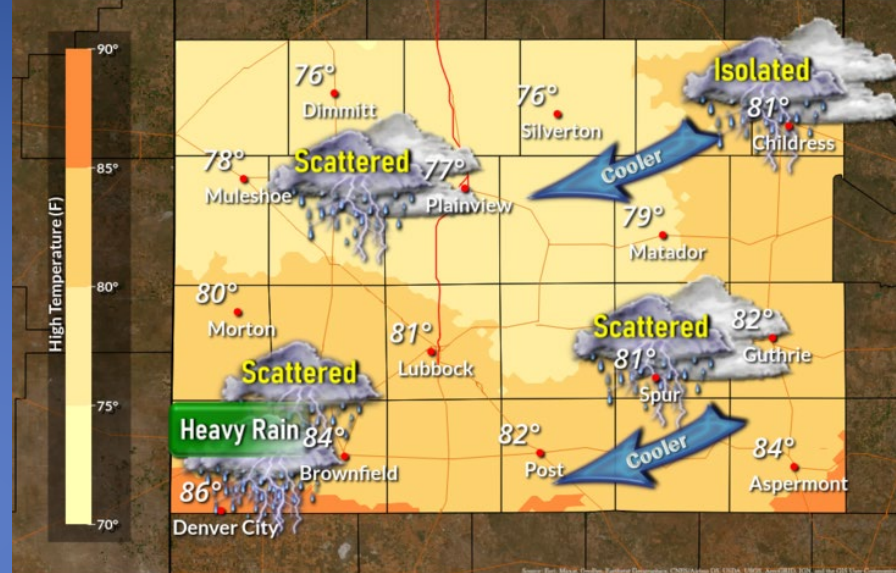 High Temperature (F)
90°
85°
80°
75°
70°
76°
Dimmitt
76°
Silverton
Isolated
81°
Childress
Cooler
78°
Muleshoe
Scattered
77°
Plainview
79°
Matador
80°
Morton
81°
Lubbock
Scattered
82°
Guthrie
81°
Spur
Scattered
Heavy Rain
84°
Brownfield
82°
Post
Cooler
84°
Aspermont
86°
Denver City